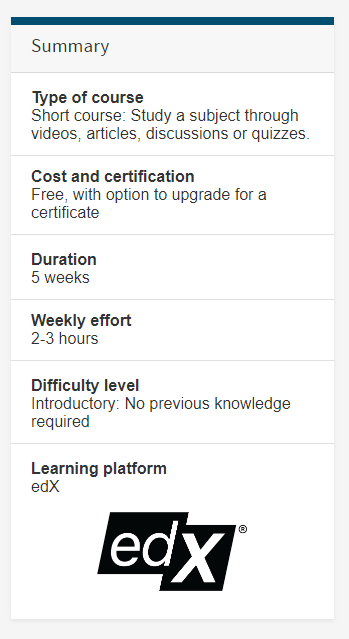 Summary
Type of course
Short course: Study a subject through
videos, articles, discussions or quizzes.
Cost and certification
Free, with option to upgrade for a
certificate
Duration
5 weeks
Weekly effort
2-3 hours
Difficulty level
Introductory: No previous knowledge
required
Learning platform
edX
edX®